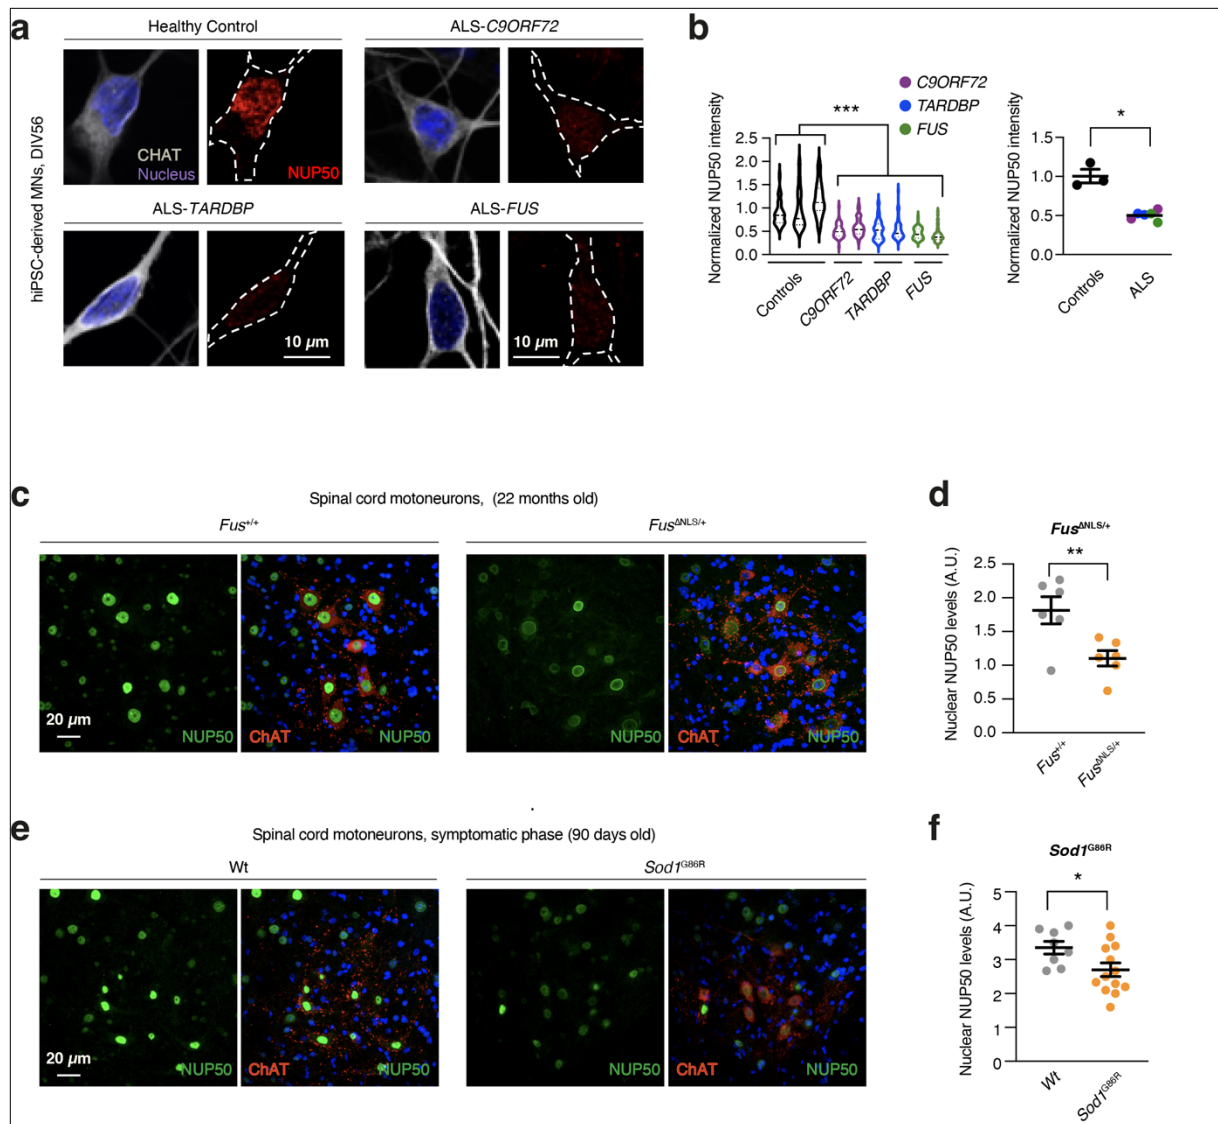 a
Healthy Control
ALS-C9ORF72
hiPSC-derived MNs, DIV56
CHAT
Nucleus
NUP50
ALS-TARDBP
ALS-FUS
10 µm
10 µm
b
C9ORF72
TARDBP
FUS
***
Normalized NUP50 intensity
2.5
2.0
1.5
1.0
0.5
0.0
Controls
C9ORF72
TARDBP
FUS
*
Normalized NUP50 intensity
1.5
1.0
0.5
0.0
Controls
ALS
c
Spinal cord motoneurons, (22 months old)
Fus+/+
FusΔNLS/+
20 µm
NUP50
ChAT
NUP50
NUP50
ChAT
NUP50
d
FusΔNLS/+
**
Nuclear NUP50 levels (A.U.)
2.5
2.0
1.5
1.0
0.5
0.0
Fus+/+
FusΔNLS/+
e
Spinal cord motoneurons, symptomatic phase (90 days old)
Wt
Sod1G86R
20 µm
NUP50
ChAT
NUP50
NUP50
ChAT
NUP50
f
Sod1G86R
*
Nuclear NUP50 levels (A.U.)
5
4
3
2
1
0
Wt
Sod1G86R